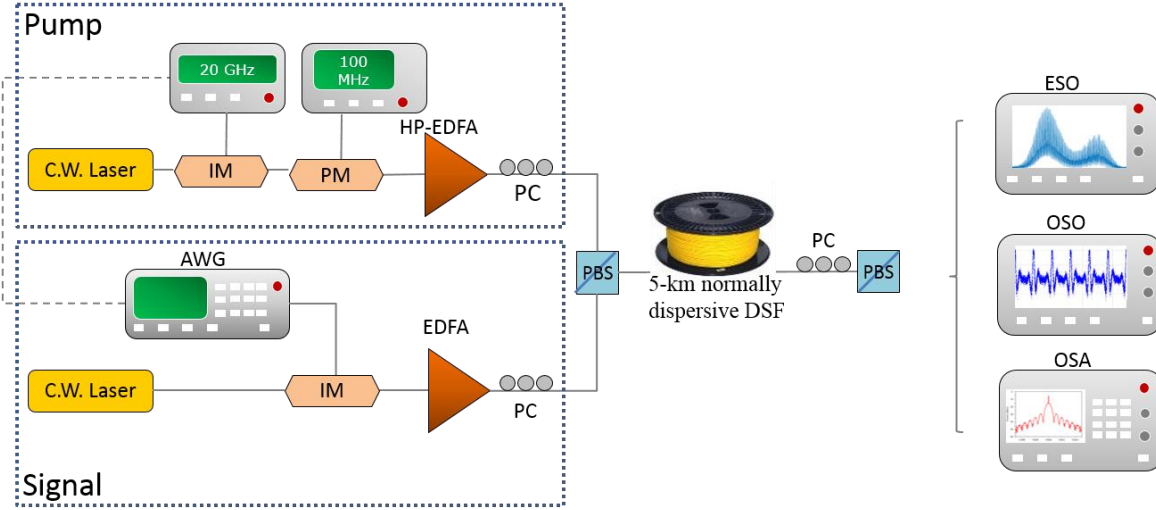 Pump
20 GHz
100
MHz
HP-EDFA
C.W. Laser
IM
PM
PC
AWG
EDFA
C.W. Laser
IM
PC
Signal
PBS
5-km normally
dispersive DSF
PC
PBS
ESO
OSO
OSA